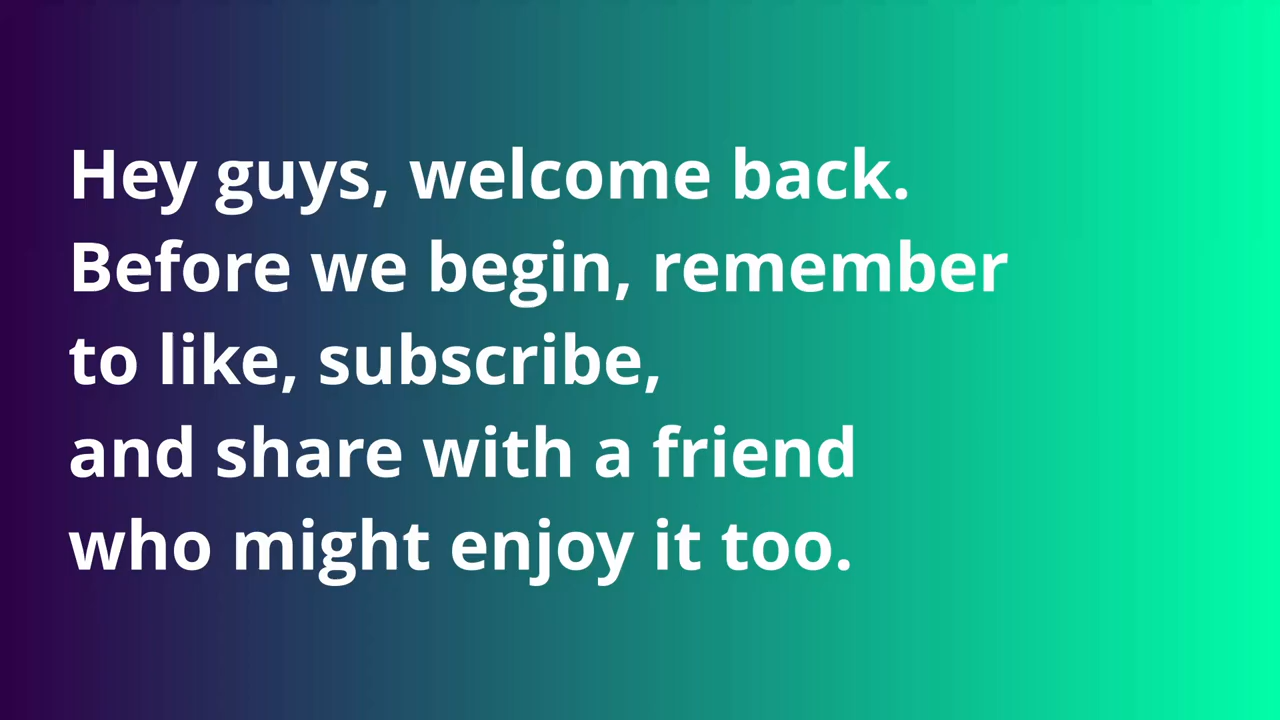 Hey guys, welcome back.
Before we begin, remember
to like, subscribe,
and share with a friend
who might enjoy it too.